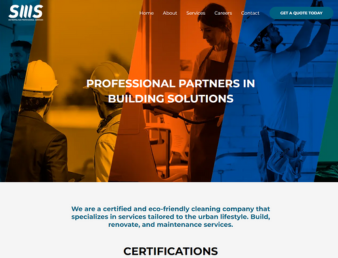 SMS
Home About Services Careers Contact GET A QUOTE TODAY
PROFESSIONAL PARTNERS IN
BUILDING SOLUTIONS
We are a certified and eco-friendly cleaning company that
specializes in services tailored to the urban lifestyle. Build,
renovate, and maintenance services.
CERTIFICATIONS